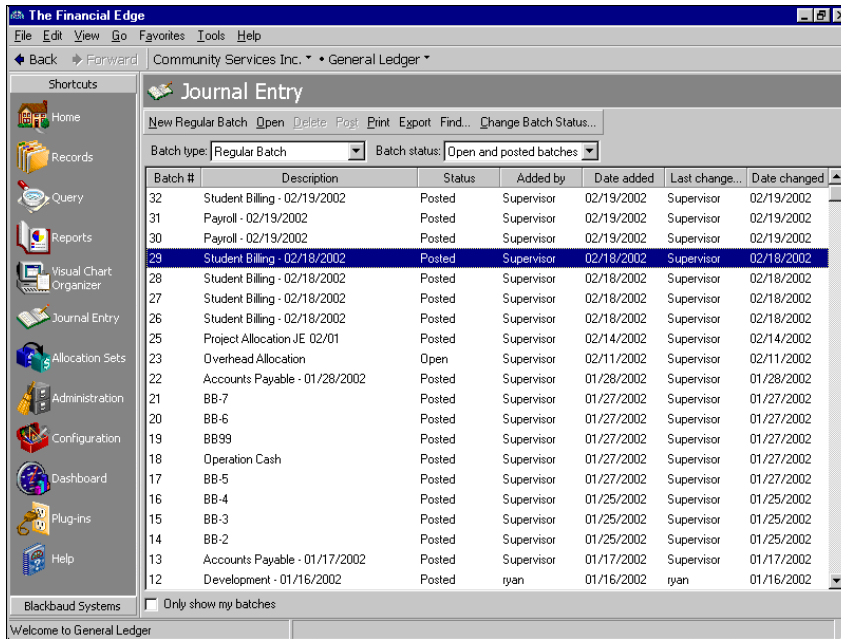 The Financial Edge
File Edit View Go Favorites Tools Help
Back Forward Community Services Inc. • General Ledger
Shortcuts
Home
Records
Query
Reports
Visual Chart
Organizer
Journal Entry
Allocation Sets
Administration
Configuration
Dashboard
Plug-ins
Help
Blackbaud Systems
Journal Entry
New Regular Batch Open Delete Post Print Export Find... Change Batch Status...
Batch type: Regular Batch Batch status: Open and posted batches
Batch # Description Status Added by Date added Last change... Date changed
32 Student Billing - 02/19/2002 Posted Supervisor 02/19/2002 Supervisor 02/19/2002
31 Payroll - 02/19/2002 Posted Supervisor 02/19/2002 Supervisor 02/19/2002
30 Payroll - 02/19/2002 Posted Supervisor 02/19/2002 Supervisor 02/19/2002
29 Student Billing - 02/18/2002 Posted Supervisor 02/18/2002 Supervisor 02/18/2002
28 Student Billing - 02/18/2002 Posted Supervisor 02/18/2002 Supervisor 02/18/2002
27 Student Billing - 02/18/2002 Posted Supervisor 02/18/2002 Supervisor 02/18/2002
26 Student Billing - 02/18/2002 Posted Supervisor 02/18/2002 Supervisor 02/18/2002
25 Project Allocation JE 02/01 Posted Supervisor 02/14/2002 Supervisor 02/14/2002
23 Overhead Allocation Open Supervisor 02/11/2002 Supervisor 02/11/2002
22 Accounts Payable - 01/28/2002 Posted Supervisor 01/28/2002 Supervisor 01/28/2002
21 BB-7 Posted Supervisor 01/27/2002 Supervisor 01/27/2002
20 BB-6 Posted Supervisor 01/27/2002 Supervisor 01/27/2002
19 BB99 Posted Supervisor 01/27/2002 Supervisor 01/27/2002
18 Operation Cash Posted Supervisor 01/27/2002 Supervisor 01/27/2002
17 BB-5 Posted Supervisor 01/27/2002 Supervisor 01/27/2002
16 BB-4 Posted Supervisor 01/25/2002 Supervisor 01/25/2002
15 BB-3 Posted Supervisor 01/25/2002 Supervisor 01/25/2002
14 BB-2 Posted Supervisor 01/25/2002 Supervisor 01/25/2002
13 Accounts Payable - 01/17/2002 Posted Supervisor 01/17/2002 Supervisor 01/17/2002
12 Development - 01/16/2002 Posted ryan 01/16/2002 ryan 01/16/2002
Only show my batches
Welcome to General Ledger